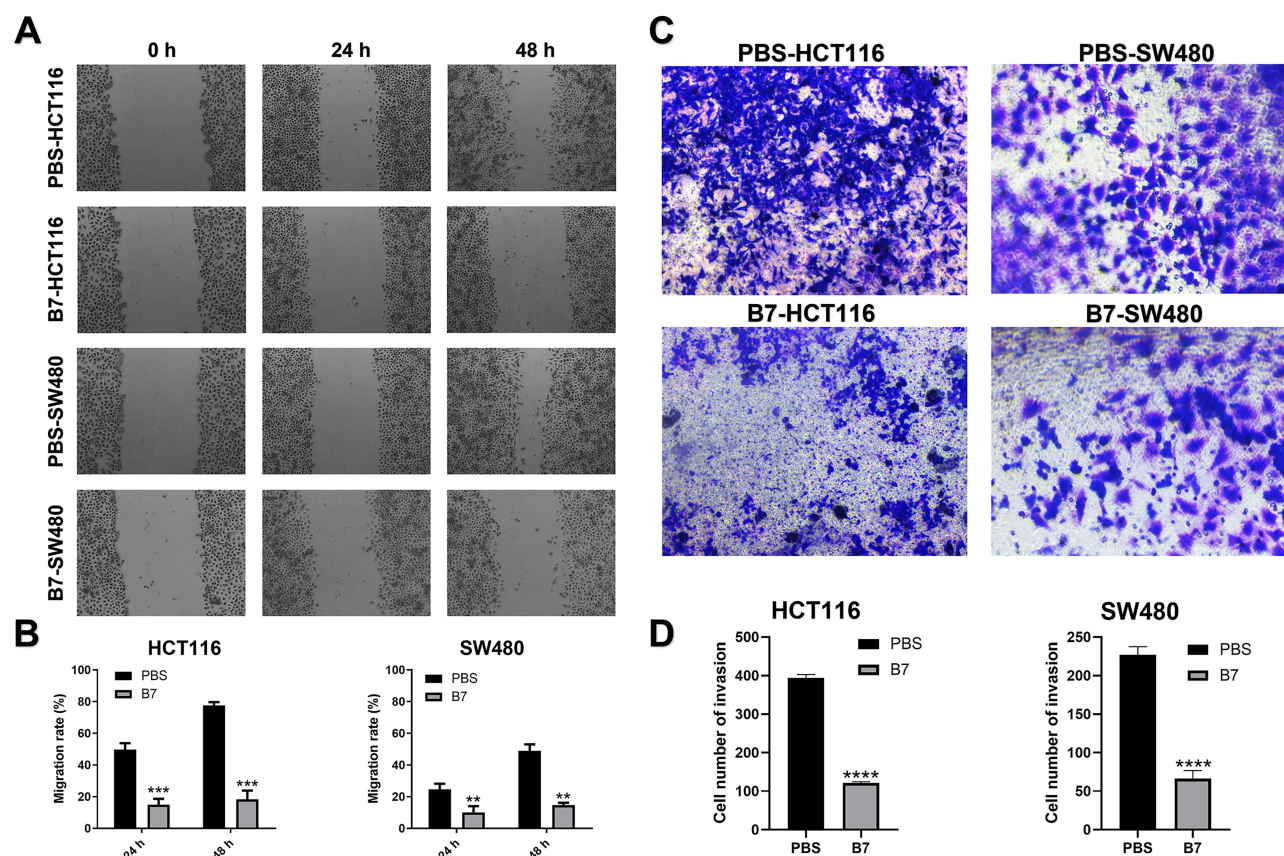 A
0 h
24 h
48 h
PBS-HCT116
B7-HCT116
PBS-SW480
B7-SW480
B
HCT116
PBS
B7
Migration rate (%)
100
80
60
40
20
0
***
***
24 h
48 h
SW480
PBS
B7
Migration rate (%)
100
80
60
40
20
0
**
**
24 h
48 h
C
PBS-HCT116
PBS-SW480
B7-HCT116
B7-SW480
D
HCT116
PBS
B7
Cell number of invasion
500
400
300
200
100
0
****
PBS
B7
SW480
PBS
B7
Cell number of invasion
250
200
150
100
50
0
****
PBS
B7